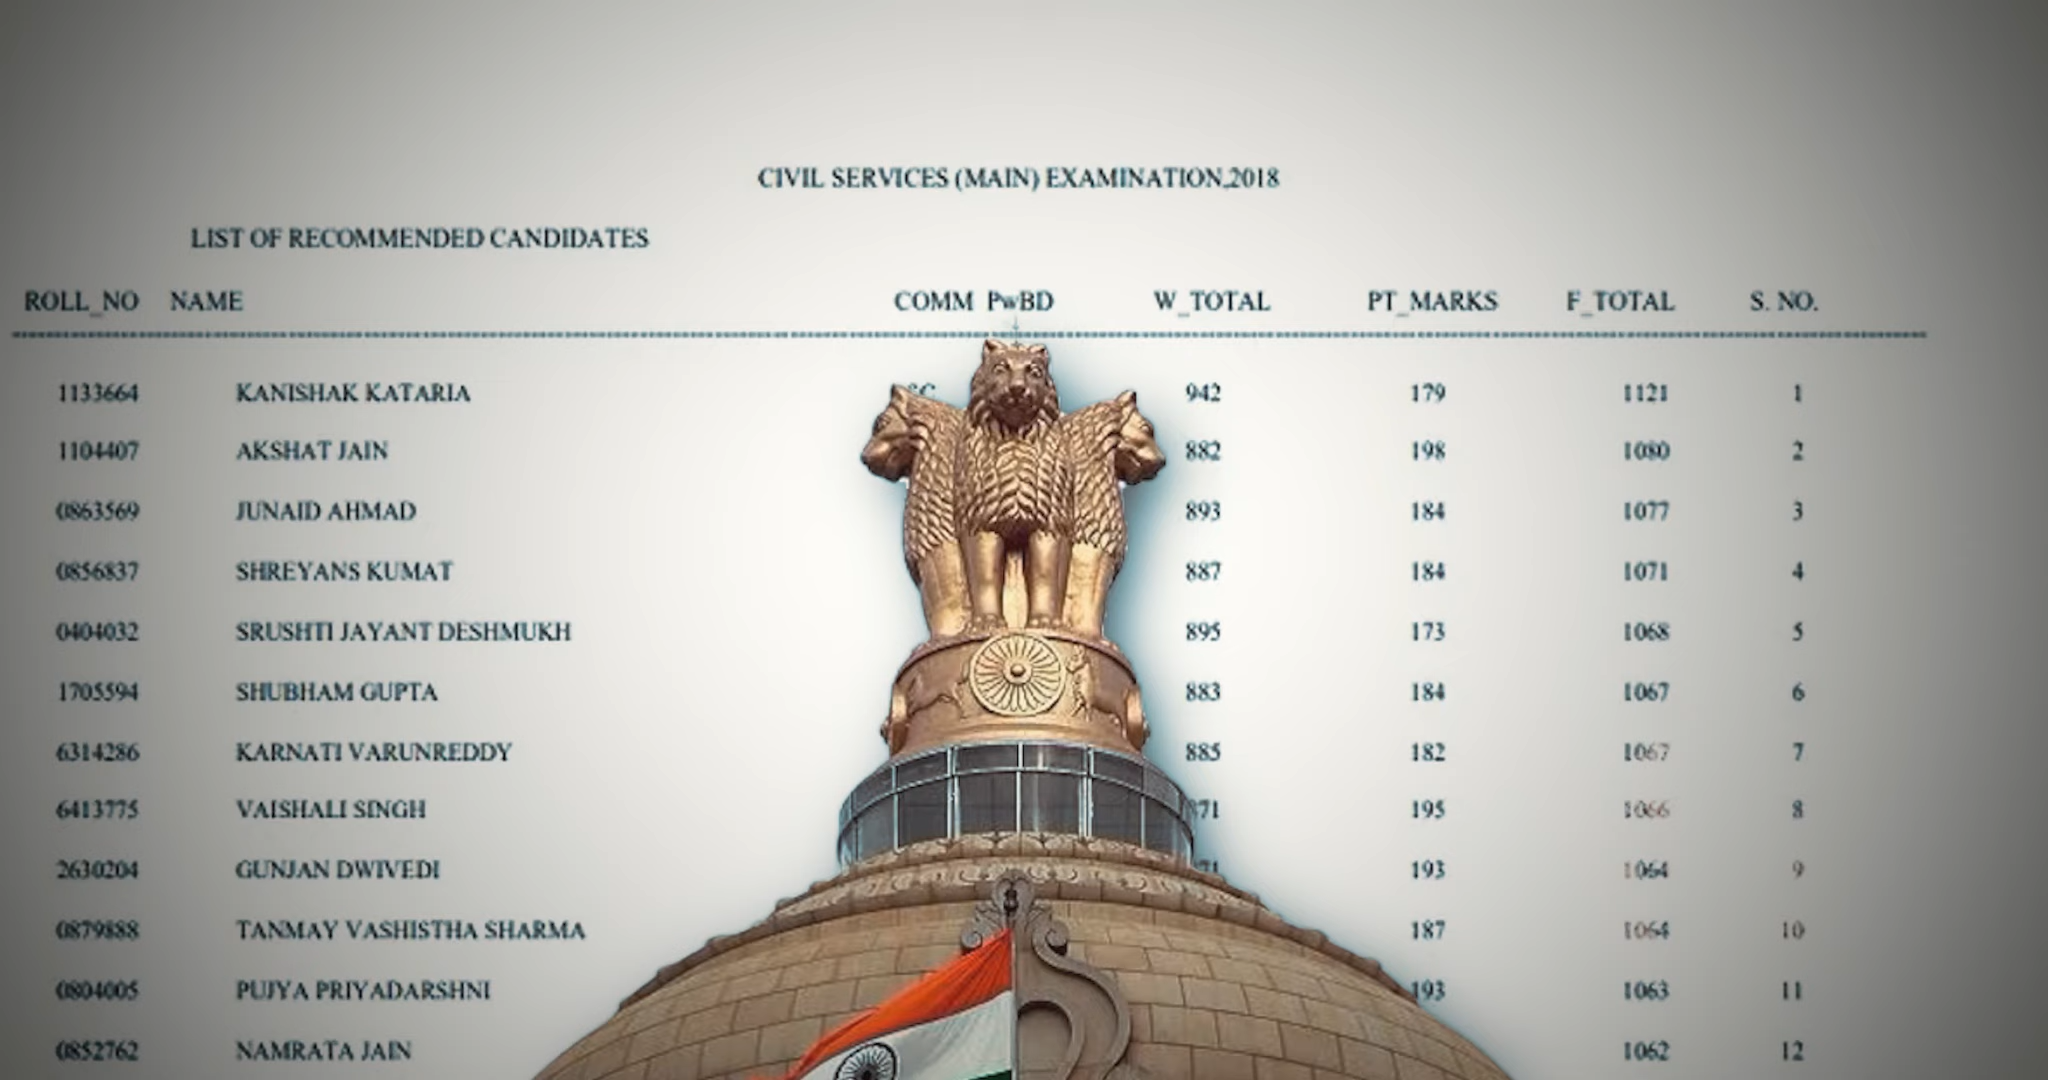 CIVIL SERVICES (MAIN) EXAMINATION,2018
LIST OF RECOMMENDED CANDIDATES
ROLL_NO NAME COMM PwBD W_TOTAL PT_MARKS F_TOTAL S. NO.
1133664 KANISHAK KATARIA 942 179 1121 1
1104407 AKSHAT JAIN 882 198 1080 2
0863569 JUNAID AHMAD 893 184 1077 3
0856837 SHREYANS KUMAT 887 184 1071 4
0404032 SRUSHTI JAYANT DESHMUKH 895 173 1068 5
1705594 SHUBHAM GUPTA 883 184 1067 6
6314286 KARNATI VARUNREDDY 885 182 1067 7
6413775 VAISHALI SINGH 195 1066 8
2630204 GUNJAN DWIVEDI 193 1064 9
0879888 TANMAY VASHISTHA SHARMA 187 1064 10
0804005 PUJYA PRIYADARSHNI 193 1063 11
0852762 NAMRATA JAIN 1062 12